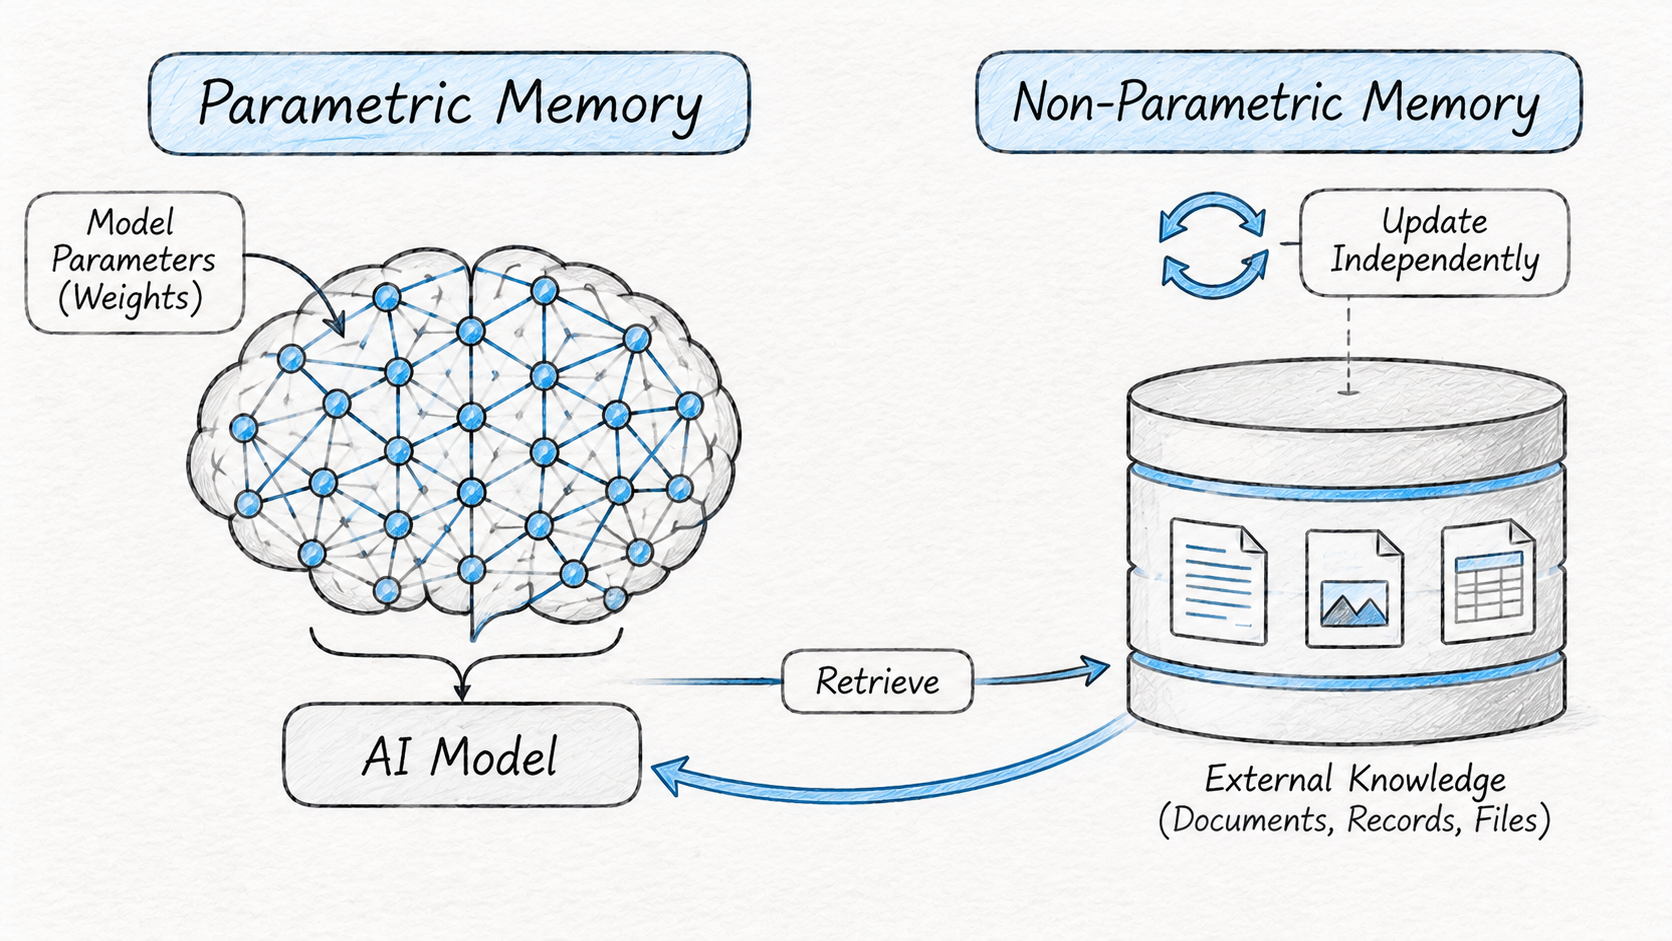 Parametric Memory
Non-Parametric Memory
Model
Parameters
(Weights)
Update
Independently
Retrieve
AI Model
External Knowledge
(Documents, Records, Files)